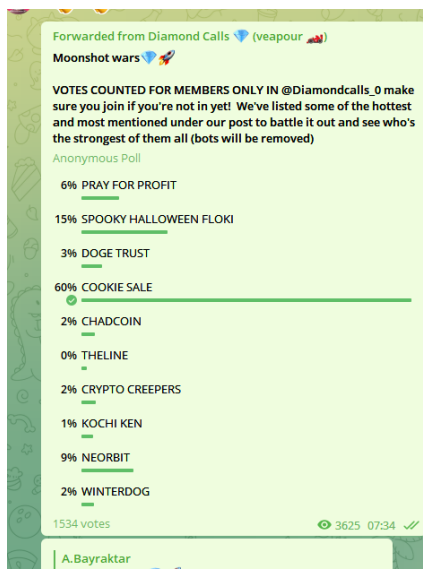 Forwarded from Diamond Calls 💎 (veapour 🏎️)
Moonshot wars💎🚀
VOTES COUNTED FOR MEMBERS ONLY IN @Diamondcalls_0 make
sure you join if you're not in yet!  We've listed some of the hottest
and most mentioned under our post to battle it out and see who's
the strongest of them all (bots will be removed)
Anonymous Poll
6% PRAY FOR PROFIT
15% SPOOKY HALLOWEEN FLOKI
3% DOGE TRUST
60% COOKIE SALE
2% CHADCOIN
0% THELINE
2% CRYPTO CREEPERS
1% KOCHI KEN
9% NEORBIT
2% WINTERDOG
1534 votes
3625 07:34
A.Bayraktar